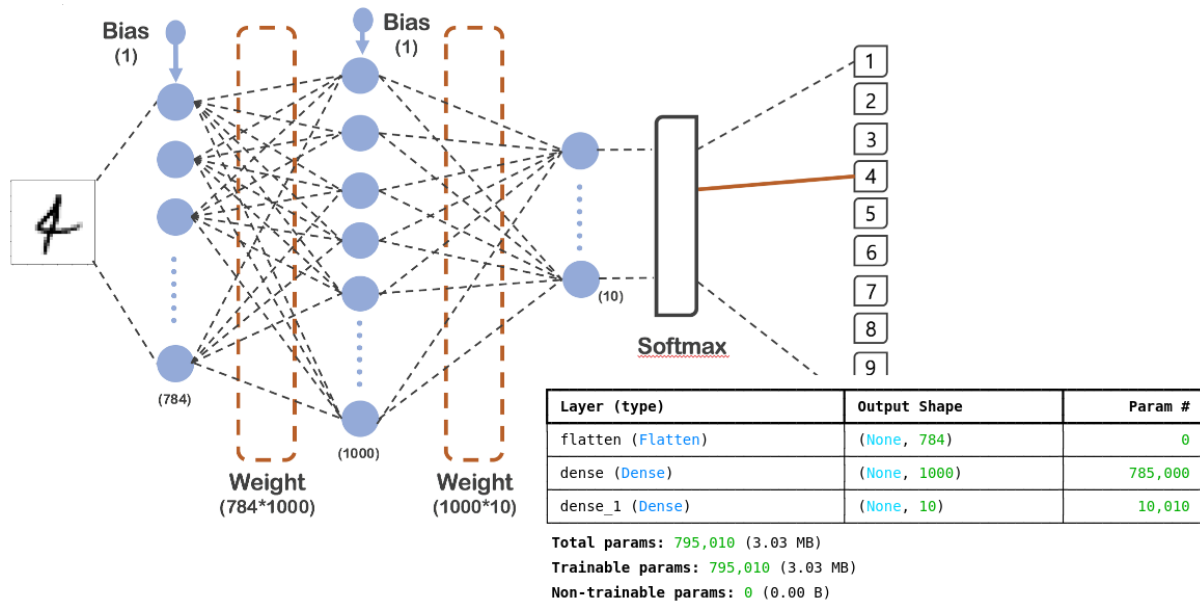 Bias
(1)
Bias
(1)
4
(784)
(1000)
(10)
Weight
(784*1000)
Weight
(1000*10)
Softmax
1
2
3
4
5
6
7
8
9
Layer (type) Output Shape Param #
flatten (Flatten) (None, 784) 0
dense (Dense) (None, 1000) 785,000
dense_1 (Dense) (None, 10) 10,010
Total params: 795,010 (3.03 MB)
Trainable params: 795,010 (3.03 MB)
Non-trainable params: 0 (0.00 B)